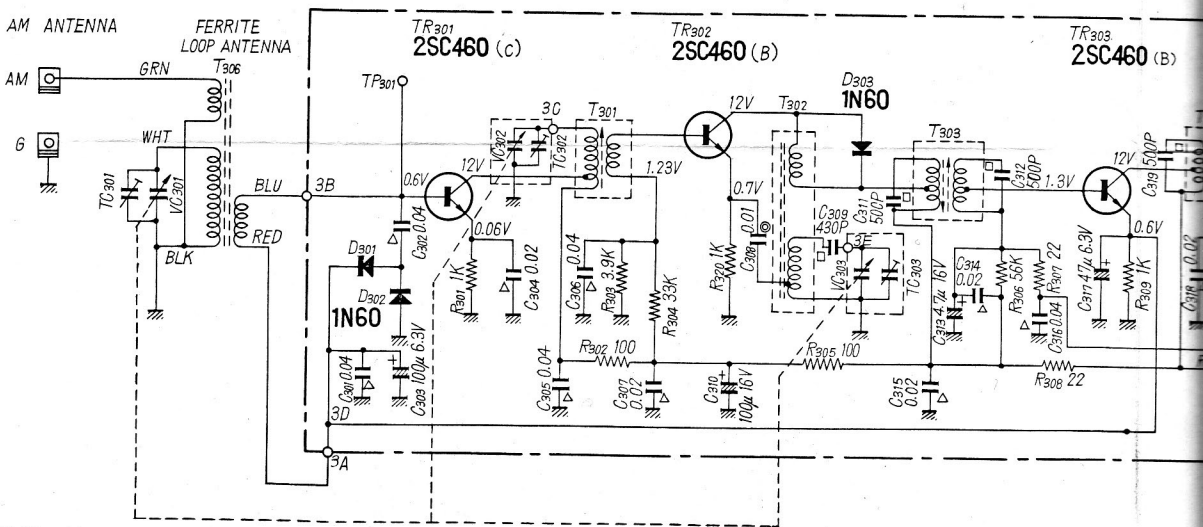 AM ANTENNA
FERRITE
LOOP ANTENNA
T306
AM
GRN
G
WHT
TC301
VC301
BLU
RED
BLK
3B
TP301
TR301
2SC460 (C)
0.6V
12V
0.06V
C302 0.04
D301
D302
1N60
R301 1K
C304 0.02
C301 0.04
C303 100μ 6.3V
3D
3A
VC302
TC302
3C
T301
1.23V
C306 0.04
R303 3.9K
R304 33K
R302 100
C305 0.04
C307 0.02
TR302
2SC460 (B)
12V
0.7V
R320 1K
C308 0.01
C310 100μ 16V
T302
D303
1N60
C309
430P
3E
VC303
TC303
R305 100
C311
500P
T303
C312
500P
1.3V
C315
0.02
C313 4.7μ 16V
C314
0.02
R306 56K
R307 22
C316 0.04
R308 22
TR303
2SC460 (B)
12V
0.6V
C317 47μ 6.3V
R309 1K
C319 500P
C318 0.02